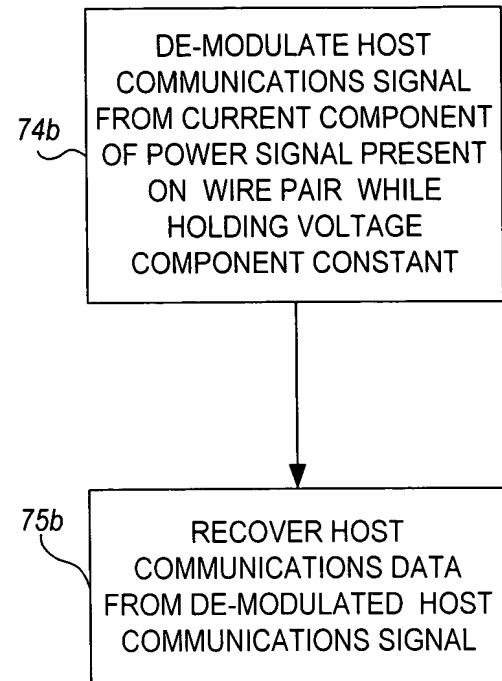 74b
DE-MODULATE HOST
COMMUNICATIONS SIGNAL
FROM CURRENT COMPONENT
OF POWER SIGNAL PRESENT
ON WIRE PAIR WHILE
HOLDING VOLTAGE
COMPONENT CONSTANT
75b
RECOVER HOST
COMMUNICATIONS DATA
FROM DE-MODULATED HOST
COMMUNICATIONS SIGNAL